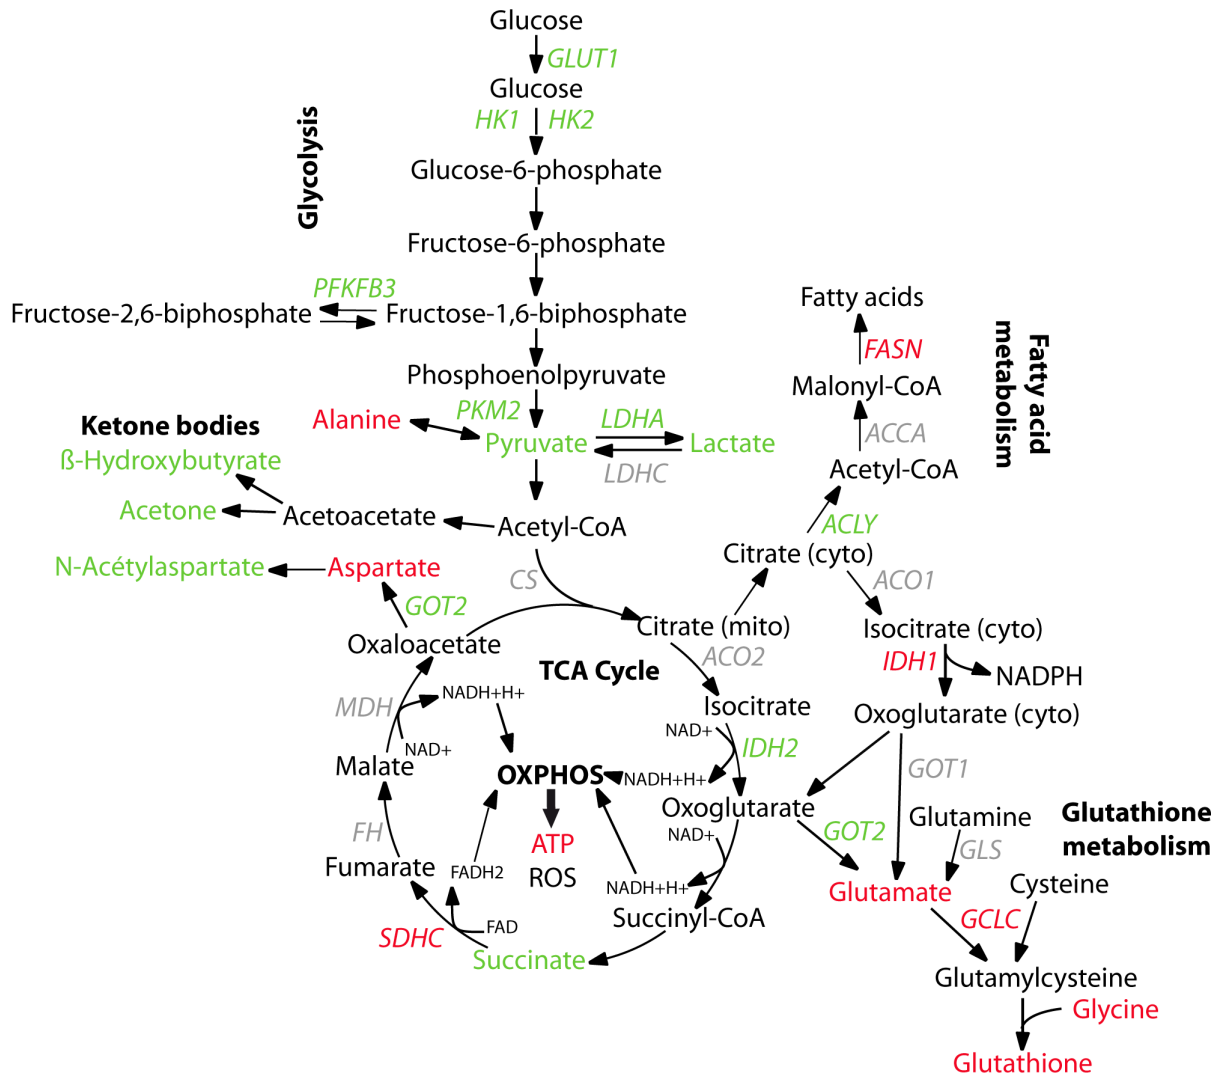 Glucose
GLUT1
Glucose
HK1 HK2
Glycolysis
Glucose-6-phosphate
Fructose-6-phosphate
PFKFB3
Fructose-2,6-biphosphate
Fructose-1,6-biphosphate
Phosphoenolpyruvate
PKM2
Alanine
Pyruvate
LDHA
LDHC
Lactate
Ketone bodies
ß-Hydroxybutyrate
Acetone
Acetoacetate
Acetyl-CoA
Fatty acids
FASN
Malonyl-CoA
ACCA
Acetyl-CoA
ACLY
Citrate (cyto)
Fatty acid
metabolism
N-Acétylaspartate
Aspartate
GOT2
CS
Oxaloacetate
Citrate (mito)
ACO2
ACO1
Isocitrate (cyto)
IDH1
NADPH
Oxoglutarate (cyto)
TCA Cycle
MDH
NADH+H+
NAD+
Malate
Isocitrate
NAD+
IDH2
NADH+H+
OXPHOS
ATP
ROS
Oxoglutarate
NAD+
NADH+H+
Succinyl-CoA
FH
Fumarate
FADH2
FAD
SDHC
Succinate
GOT1
GOT2
Glutamine
GLS
Glutathione
metabolism
Glutamate
Cysteine
GCLC
Glutamylcysteine
Glycine
Glutathione